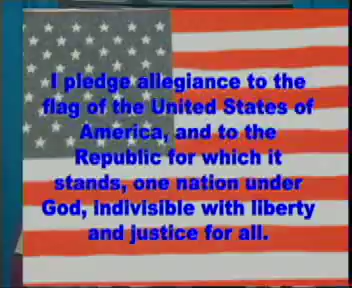 I pledge allegiance to the
flag of the United States of
America, and to the
Republic for which it
stands, one nation under
God, indivisible with liberty
and justice for all.